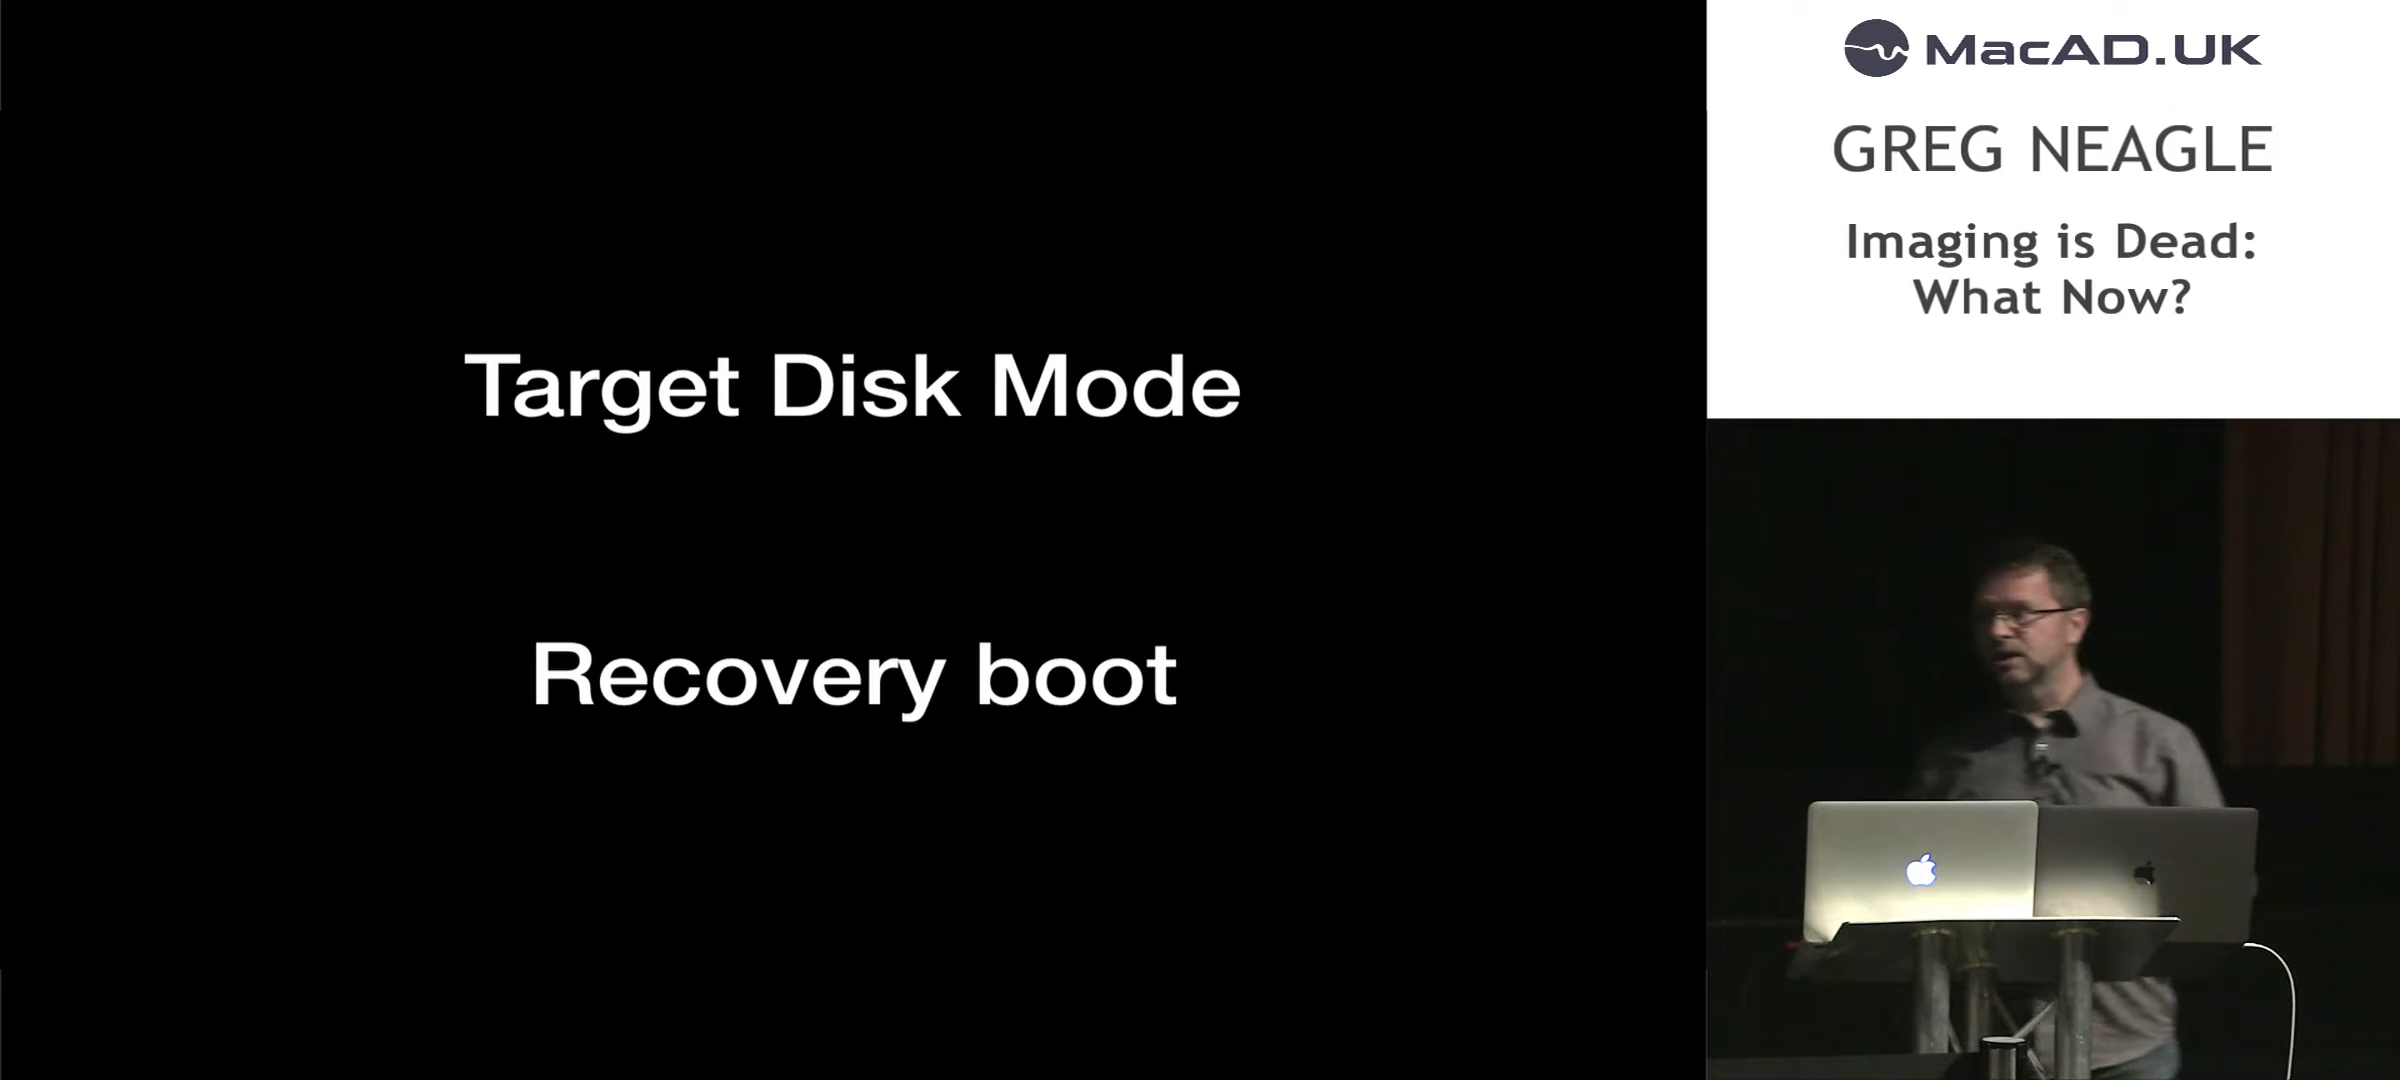 Target Disk Mode
Recovery boot
MacAD.UK
GREG NEAGLE
Imaging is Dead:
What Now?